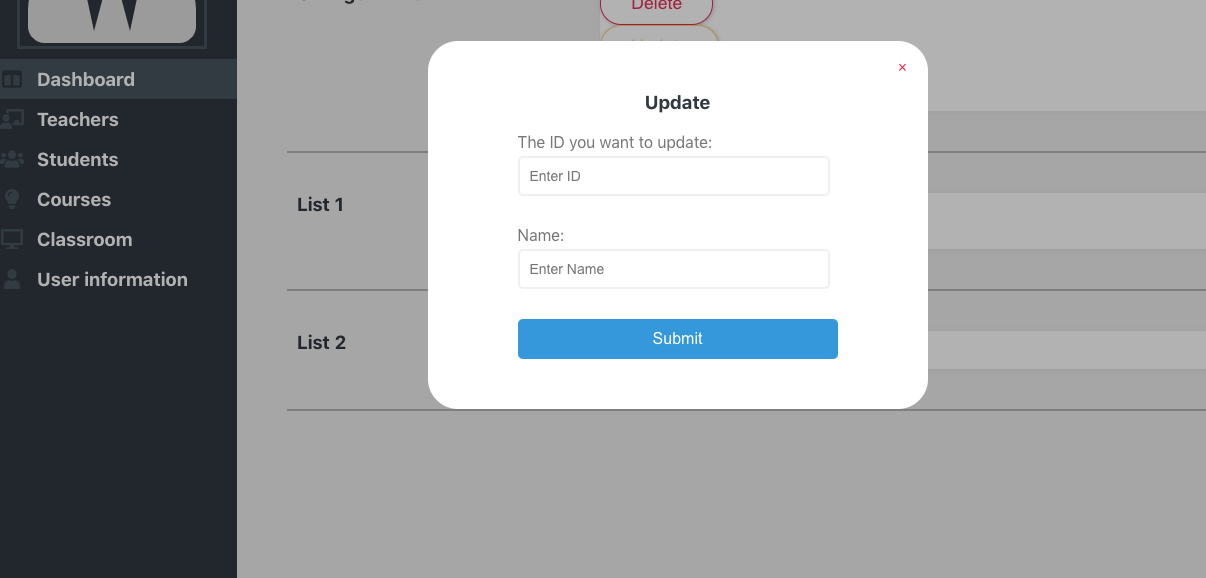 Delete
×
Update
The ID you want to update:
Enter ID
Name:
Enter Name
Submit
Dashboard
Teachers
Students
Courses
Classroom
User information
List 1
List 2